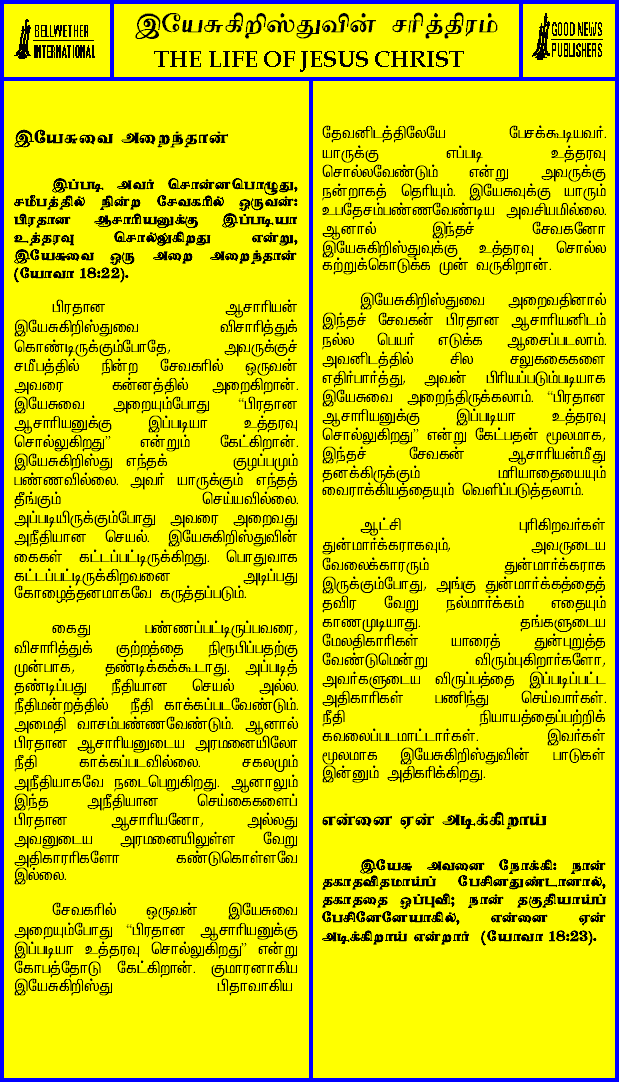 BELLWETHER
INTERNATIONAL
இயேசுகிறிஸ்துவின் சரித்திரம்
THE LIFE OF JESUS CHRIST
GOOD NEWS
PUBLISHERS
இயேசுவை அறைந்தான்
இப்படி அவர் சொன்னபொழுது,
சமீபத்தில் நின்ற சேவகரில் ஒருவன்:
பிரதான ஆசாரியனுக்கு இப்படியா
உத்தரவு சொல்லுகிறது என்று,
இயேசுவை ஒரு அறை அறைந்தான்
(யோவா 18:22).
பிரதான ஆசாரியன்
இயேசுகிறிஸ்துவை விசாரித்துக்
கொண்டிருக்கும்போதே, அவருக்குச்
சமீபத்தில் நின்ற சேவகரில் ஒருவன்
அவரை கன்னத்தில் அறைகிறான்.
இயேசுவை அறையும்போது “பிரதான
ஆசாரியனுக்கு இப்படியா உத்தரவு
சொல்லுகிறது” என்றும் கேட்கிறான்.
இயேசுகிறிஸ்து எந்தக் குழப்பமும்
பண்ணவில்லை. அவர் யாருக்கும் எந்தத்
தீங்கும் செய்யவில்லை.
அப்படியிருக்கும்போது அவரை அறைவது
அநீதியான செயல். இயேசுகிறிஸ்துவின்
கைகள் கட்டப்பட்டிருக்கிறது. பொதுவாக
கட்டப்பட்டிருக்கிறவனை அடிப்பது
கோழைத்தனமாகவே கருத்தப்படும்.
கைது பண்ணப்பட்டிருப்பவரை,
விசாரித்துக் குற்றத்தை நிரூபிப்பதற்கு
முன்பாக, தண்டிக்கக்கூடாது. அப்படித்
தண்டிப்பது நீதியான செயல் அல்ல.
நீதிமன்றத்தில் நீதி காக்கப்படவேண்டும்.
அமைதி வாசம்பண்ணவேண்டும். ஆனால்
பிரதான ஆசாரியனுடைய அரமனையிலோ
நீதி காக்கப்படவில்லை. சகலமும்
அநீதியாகவே நடைபெறுகிறது. ஆனாலும்
இந்த அநீதியான செய்கைகளைப்
பிரதான ஆசாரியனோ, அல்லது
அவனுடைய அரமனையிலுள்ள வேறு
அதிகாரரிகளோ கண்டுகொள்ளவே
இல்லை.
சேவகரில் ஒருவன் இயேசுவை
அறையும்போது “பிரதான ஆசாரியனுக்கு
இப்படியா உத்தரவு சொல்லுகிறது” என்று
கோபத்தோடு கேட்கிறான். குமாரனாகிய
இயேசுகிறிஸ்து பிதாவாகிய
தேவனிடத்திலேயே பேசக்கூடியவர்.
யாருக்கு எப்படி உத்தரவு
சொல்லவேண்டும் என்று அவருக்கு
நன்றாகத் தெரியும். இயேசுவுக்கு யாரும்
உபதேசம்பண்ணவேண்டிய அவசியமில்லை.
ஆனால் இந்தச் சேவகனோ
இயேசுகிறிஸ்துவுக்கு உத்தரவு சொல்ல
கற்றுக்கொடுக்க முன் வருகிறான்.
இயேசுகிறிஸ்துவை அறைவதினால்
இந்தச் சேவகன் பிரதான ஆசாரியனிடம்
நல்ல பெயர் எடுக்க ஆசைப்படலாம்.
அவனிடத்தில் சில சலுகைகளை
எதிர்பார்த்து, அவன் பிரியப்படும்படியாக
இயேசுவை அறைந்திருக்கலாம். “பிரதான
ஆசாரியனுக்கு இப்படியா உத்தரவு
சொல்லுகிறது” என்று கேட்பதன் மூலமாக,
இந்தச் சேவகன் ஆசாரியன்மீது
தனக்கிருக்கும் மரியாதையையும்
வைராக்கியத்தையும் வெளிப்படுத்தலாம்.
ஆட்சி புரிகிறவர்கள்
துன்மார்க்கராகவும், அவருடைய
வேலைக்காரரும் துன்மார்க்கராக
இருக்கும்போது, அங்கு துன்மார்க்கத்தைத்
தவிர வேறு நல்மார்க்கம் எதையும்
காணமுடியாது. தங்களுடைய
மேலதிகாரிகள் யாரைத் துன்புறுத்த
வேண்டுமென்று விரும்புகிறார்களோ,
அவர்களுடைய விருப்பத்தை இப்படிப்பட்ட
அதிகாரிகள் பணிந்து செய்வார்கள்.
நீதி நியாயத்தைப்பற்றிக்
கவலைப்படமாட்டார்கள். இவர்கள்
மூலமாக இயேசுகிறிஸ்துவின் பாடுகள்
இன்னும் அதிகரிக்கிறது.
என்னை ஏன் அடிக்கிறாய்
இயேசு அவனை நோக்கி: நான்
தகாதவிதமாய்ப் பேசினதுண்டானால்,
தகாததை ஒப்புவி; நான் தகுதியாய்ப்
பேசினேனேயாகில், என்னை ஏன்
அடிக்கிறாய் என்றார் (யோவா 18:23).